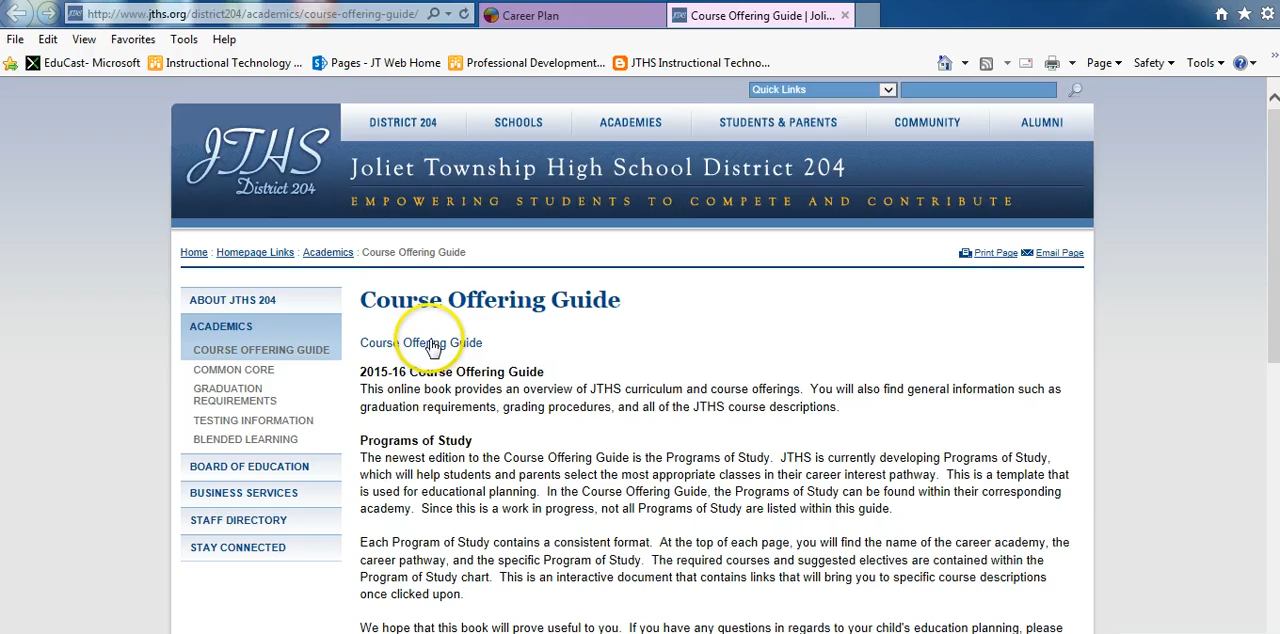 http://www.jths.org/district204/academics/course-offering-guide/
Career Plan
Course Offering Guide | Joli...
File Edit View Favorites Tools Help
EduCast- Microsoft Instructional Technology ... Pages - JT Web Home Professional Development... JTHS Instructional Techno...
Page Safety Tools
Quick Links
DISTRICT 204 SCHOOLS ACADEMIES STUDENTS & PARENTS COMMUNITY ALUMNI
JTHS
District 204
Joliet Township High School District 204
EMPOWERING STUDENTS TO COMPETE AND CONTRIBUTE
Home : Homepage Links : Academics : Course Offering Guide
Print Page Email Page
ABOUT JTHS 204
ACADEMICS
COURSE OFFERING GUIDE
COMMON CORE
GRADUATION
REQUIREMENTS
TESTING INFORMATION
BLENDED LEARNING
BOARD OF EDUCATION
BUSINESS SERVICES
STAFF DIRECTORY
STAY CONNECTED
Course Offering Guide
Course Offering Guide
2015-16 Course Offering Guide
This online book provides an overview of JTHS curriculum and course offerings. You will also find general information such as
graduation requirements, grading procedures, and all of the JTHS course descriptions.
Programs of Study
The newest edition to the Course Offering Guide is the Programs of Study. JTHS is currently developing Programs of Study,
which will help students and parents select the most appropriate classes in their career interest pathway. This is a template that
is used for educational planning. In the Course Offering Guide, the Programs of Study can be found within their corresponding
academy. Since this is a work in progress, not all Programs of Study are listed within this guide.
Each Program of Study contains a consistent format. At the top of each page, you will find the name of the career academy, the
career pathway, and the specific Program of Study. The required courses and suggested electives are contained within the
Program of Study chart. This is an interactive document that contains links that will bring you to specific course descriptions
once clicked upon.
We hope that this book will prove useful to you. If you have any questions in regards to your child's education planning, please